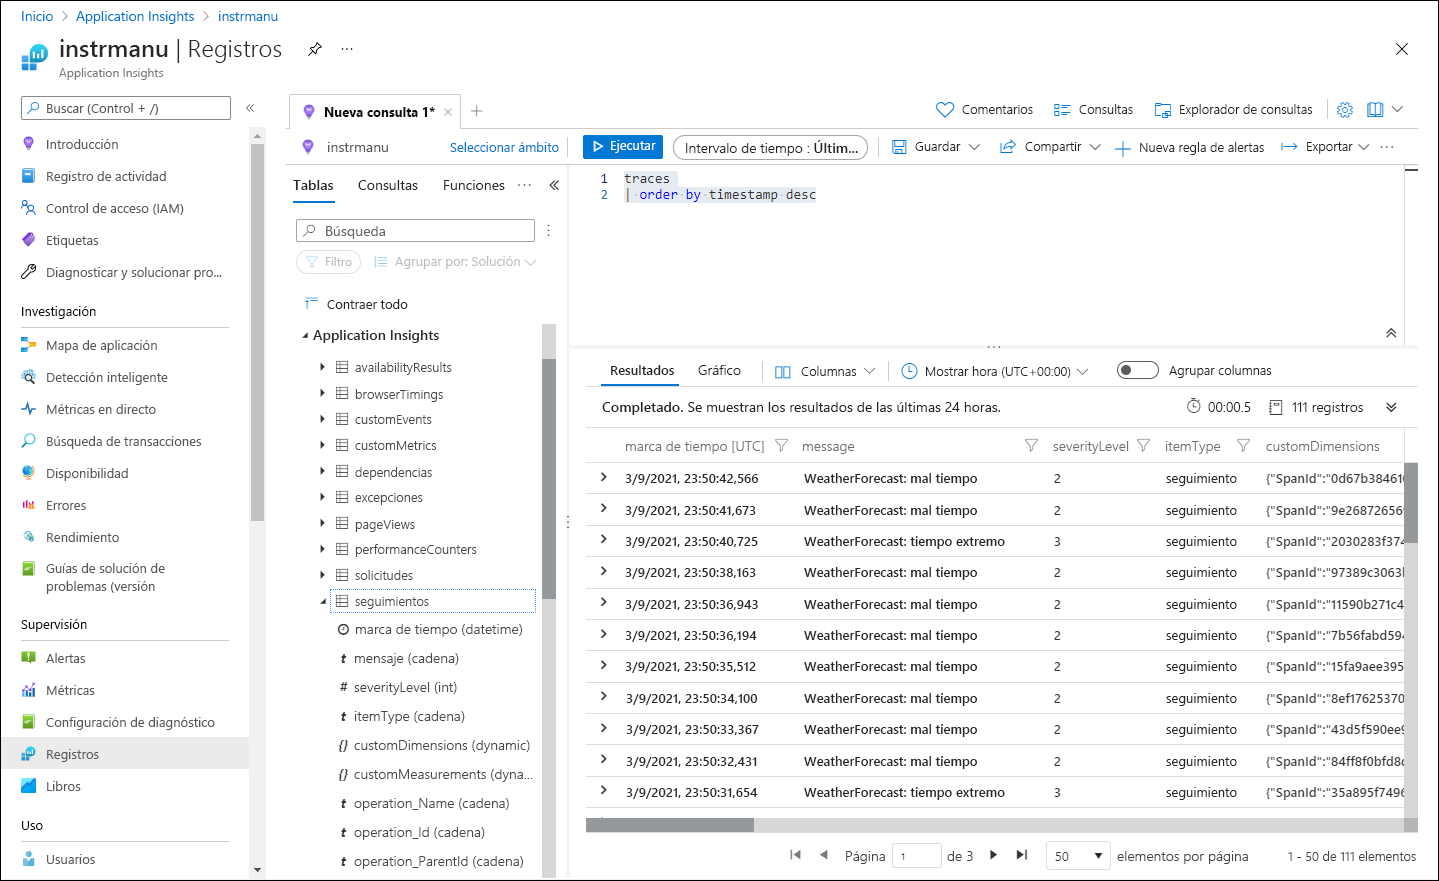 Inicio > Application Insights > instrmanu
instrmanu | Registros ...
Application Insights
Buscar (Control + /)
«
Introducción
Registro de actividad
Control de acceso (IAM)
Etiquetas
Diagnosticar y solucionar pro...
Investigación
Mapa de aplicación
Detección inteligente
Métricas en directo
Búsqueda de transacciones
Disponibilidad
Errores
Rendimiento
Guías de solución de
problemas (versión
Supervisión
Alertas
Métricas
Configuración de diagnóstico
Registros
Libros
Uso
Usuarios
Nueva consulta 1*
Comentarios
Consultas
Explorador de consultas
instrmanu
Seleccionar ámbito
Ejecutar
Intervalo de tiempo : Últim...
Guardar
Compartir
Nueva regla de alertas
Exportar
...
Tablas
Consultas
Funciones
...
«
Búsqueda
Filtro
Agrupar por: Solución
Contraer todo
Application Insights
availabilityResults
browserTimings
customEvents
customMetrics
dependencias
excepciones
pageViews
performanceCounters
solicitudes
seguimientos
marca de tiempo (datetime)
t mensaje (cadena)
# severityLevel (int)
t itemType (cadena)
{} customDimensions (dynamic)
{} customMeasurements (dyna...
t operation_Name (cadena)
t operation_Id (cadena)
t operation_ParentId (cadena)
1 traces
2 | order by timestamp desc
Resultados
Gráfico
Columnas
Mostrar hora (UTC+00:00)
Agrupar columnas
Completado. Se muestran los resultados de las últimas 24 horas.
00:00.5
111 registros
marca de tiempo [UTC] message severityLevel itemType customDimensions
3/9/2021, 23:50:42,566 WeatherForecast: mal tiempo 2 seguimiento {"SpanId":"0d67b38461
3/9/2021, 23:50:41,673 WeatherForecast: mal tiempo 2 seguimiento {"SpanId":"9e26872656
3/9/2021, 23:50:40,725 WeatherForecast: tiempo extremo 3 seguimiento {"SpanId":"2030283f374
3/9/2021, 23:50:38,163 WeatherForecast: mal tiempo 2 seguimiento {"SpanId":"97389c3063
3/9/2021, 23:50:36,943 WeatherForecast: mal tiempo 2 seguimiento {"SpanId":"11590b271c4
3/9/2021, 23:50:36,194 WeatherForecast: mal tiempo 2 seguimiento {"SpanId":"7b56fabd594
3/9/2021, 23:50:35,512 WeatherForecast: mal tiempo 2 seguimiento {"SpanId":"15fa9aee395
3/9/2021, 23:50:34,100 WeatherForecast: mal tiempo 2 seguimiento {"SpanId":"8ef17625370
3/9/2021, 23:50:33,367 WeatherForecast: mal tiempo 2 seguimiento {"SpanId":"43d5f590ee9
3/9/2021, 23:50:32,431 WeatherForecast: mal tiempo 2 seguimiento {"SpanId":"84ff8f0bfd8
3/9/2021, 23:50:31,654 WeatherForecast: tiempo extremo 3 seguimiento {"SpanId":"35a895f7496
Página 1 de 3
50 elementos por página
1 - 50 de 111 elementos